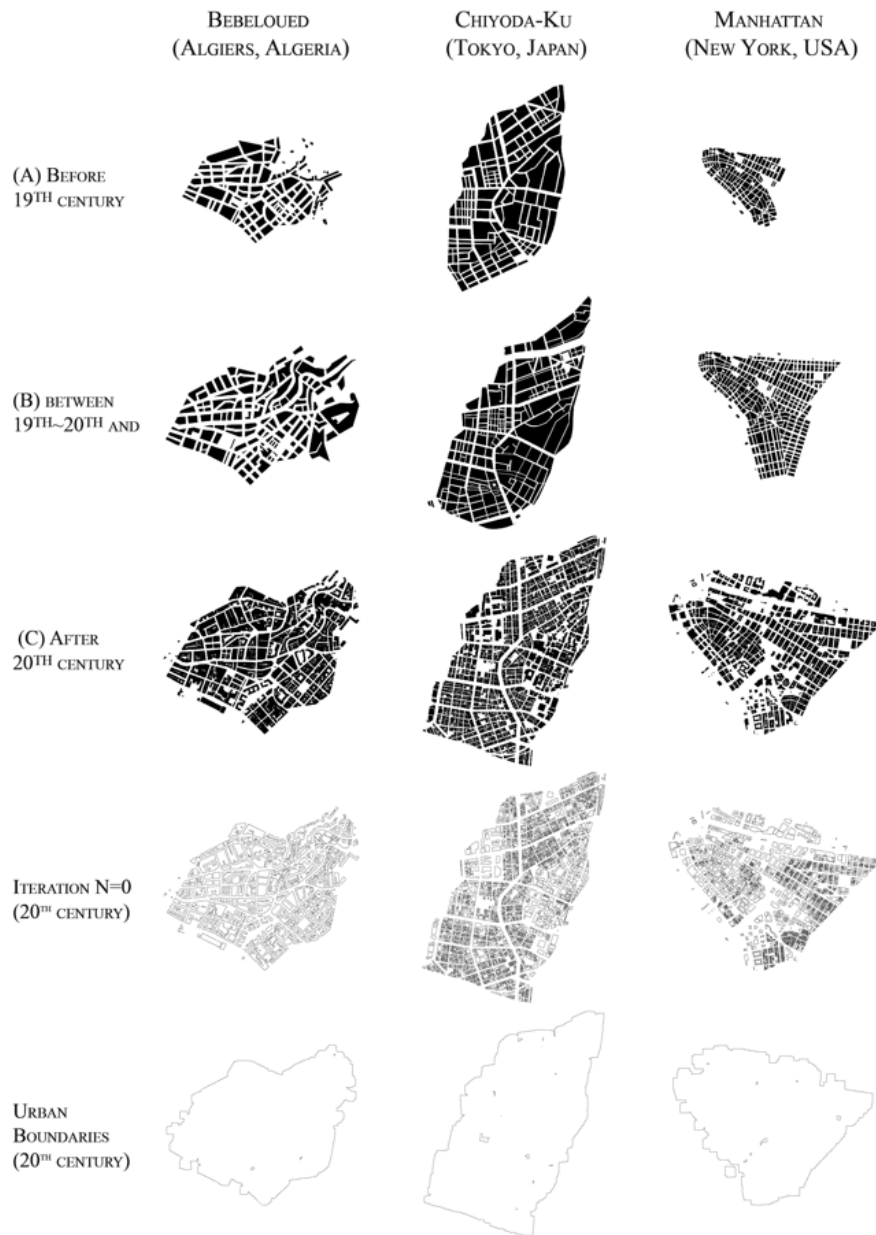 Bebeloued
(Algiers, Algeria)
Chiyoda-Ku
(Tokyo, Japan)
Manhattan
(New York, USA)
(A) Before
19th century
(B) between
19th~20th and
(C) After
20th century
Iteration N=0
(20th century)
Urban
Boundaries
(20th century)